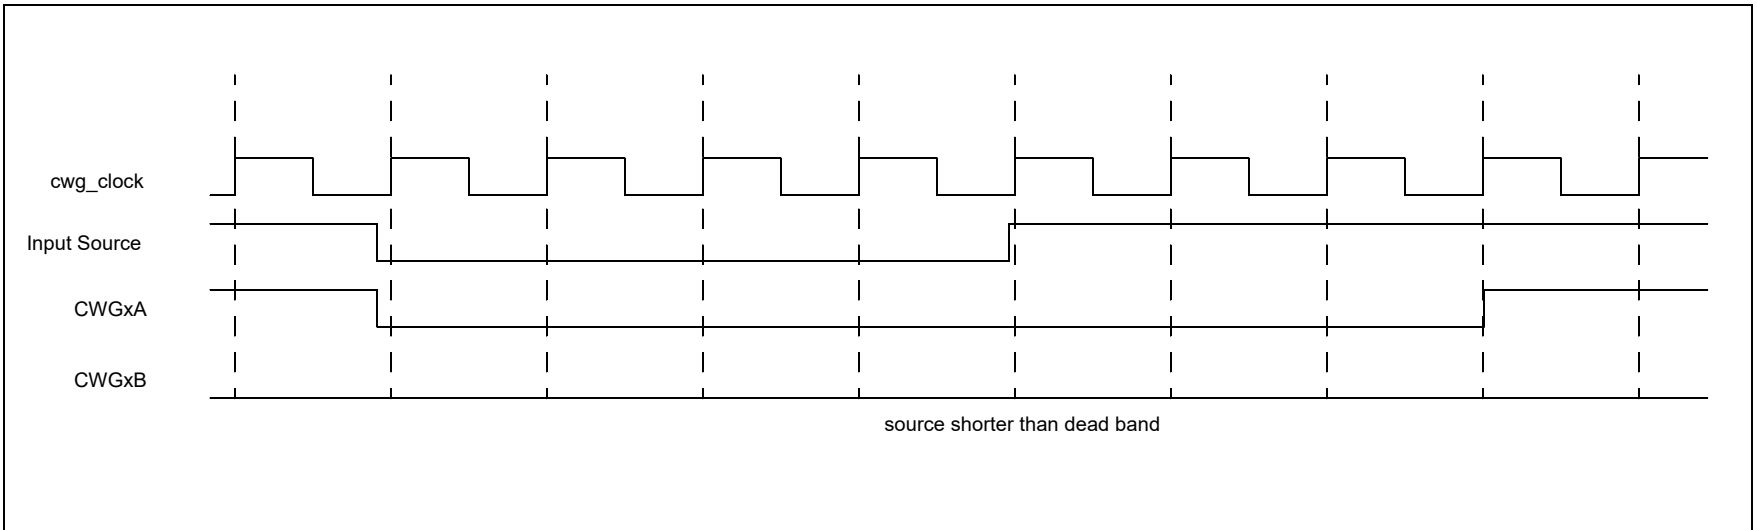 cwg_clock
Input Source
CWGxA
CWGxB
source shorter than dead band